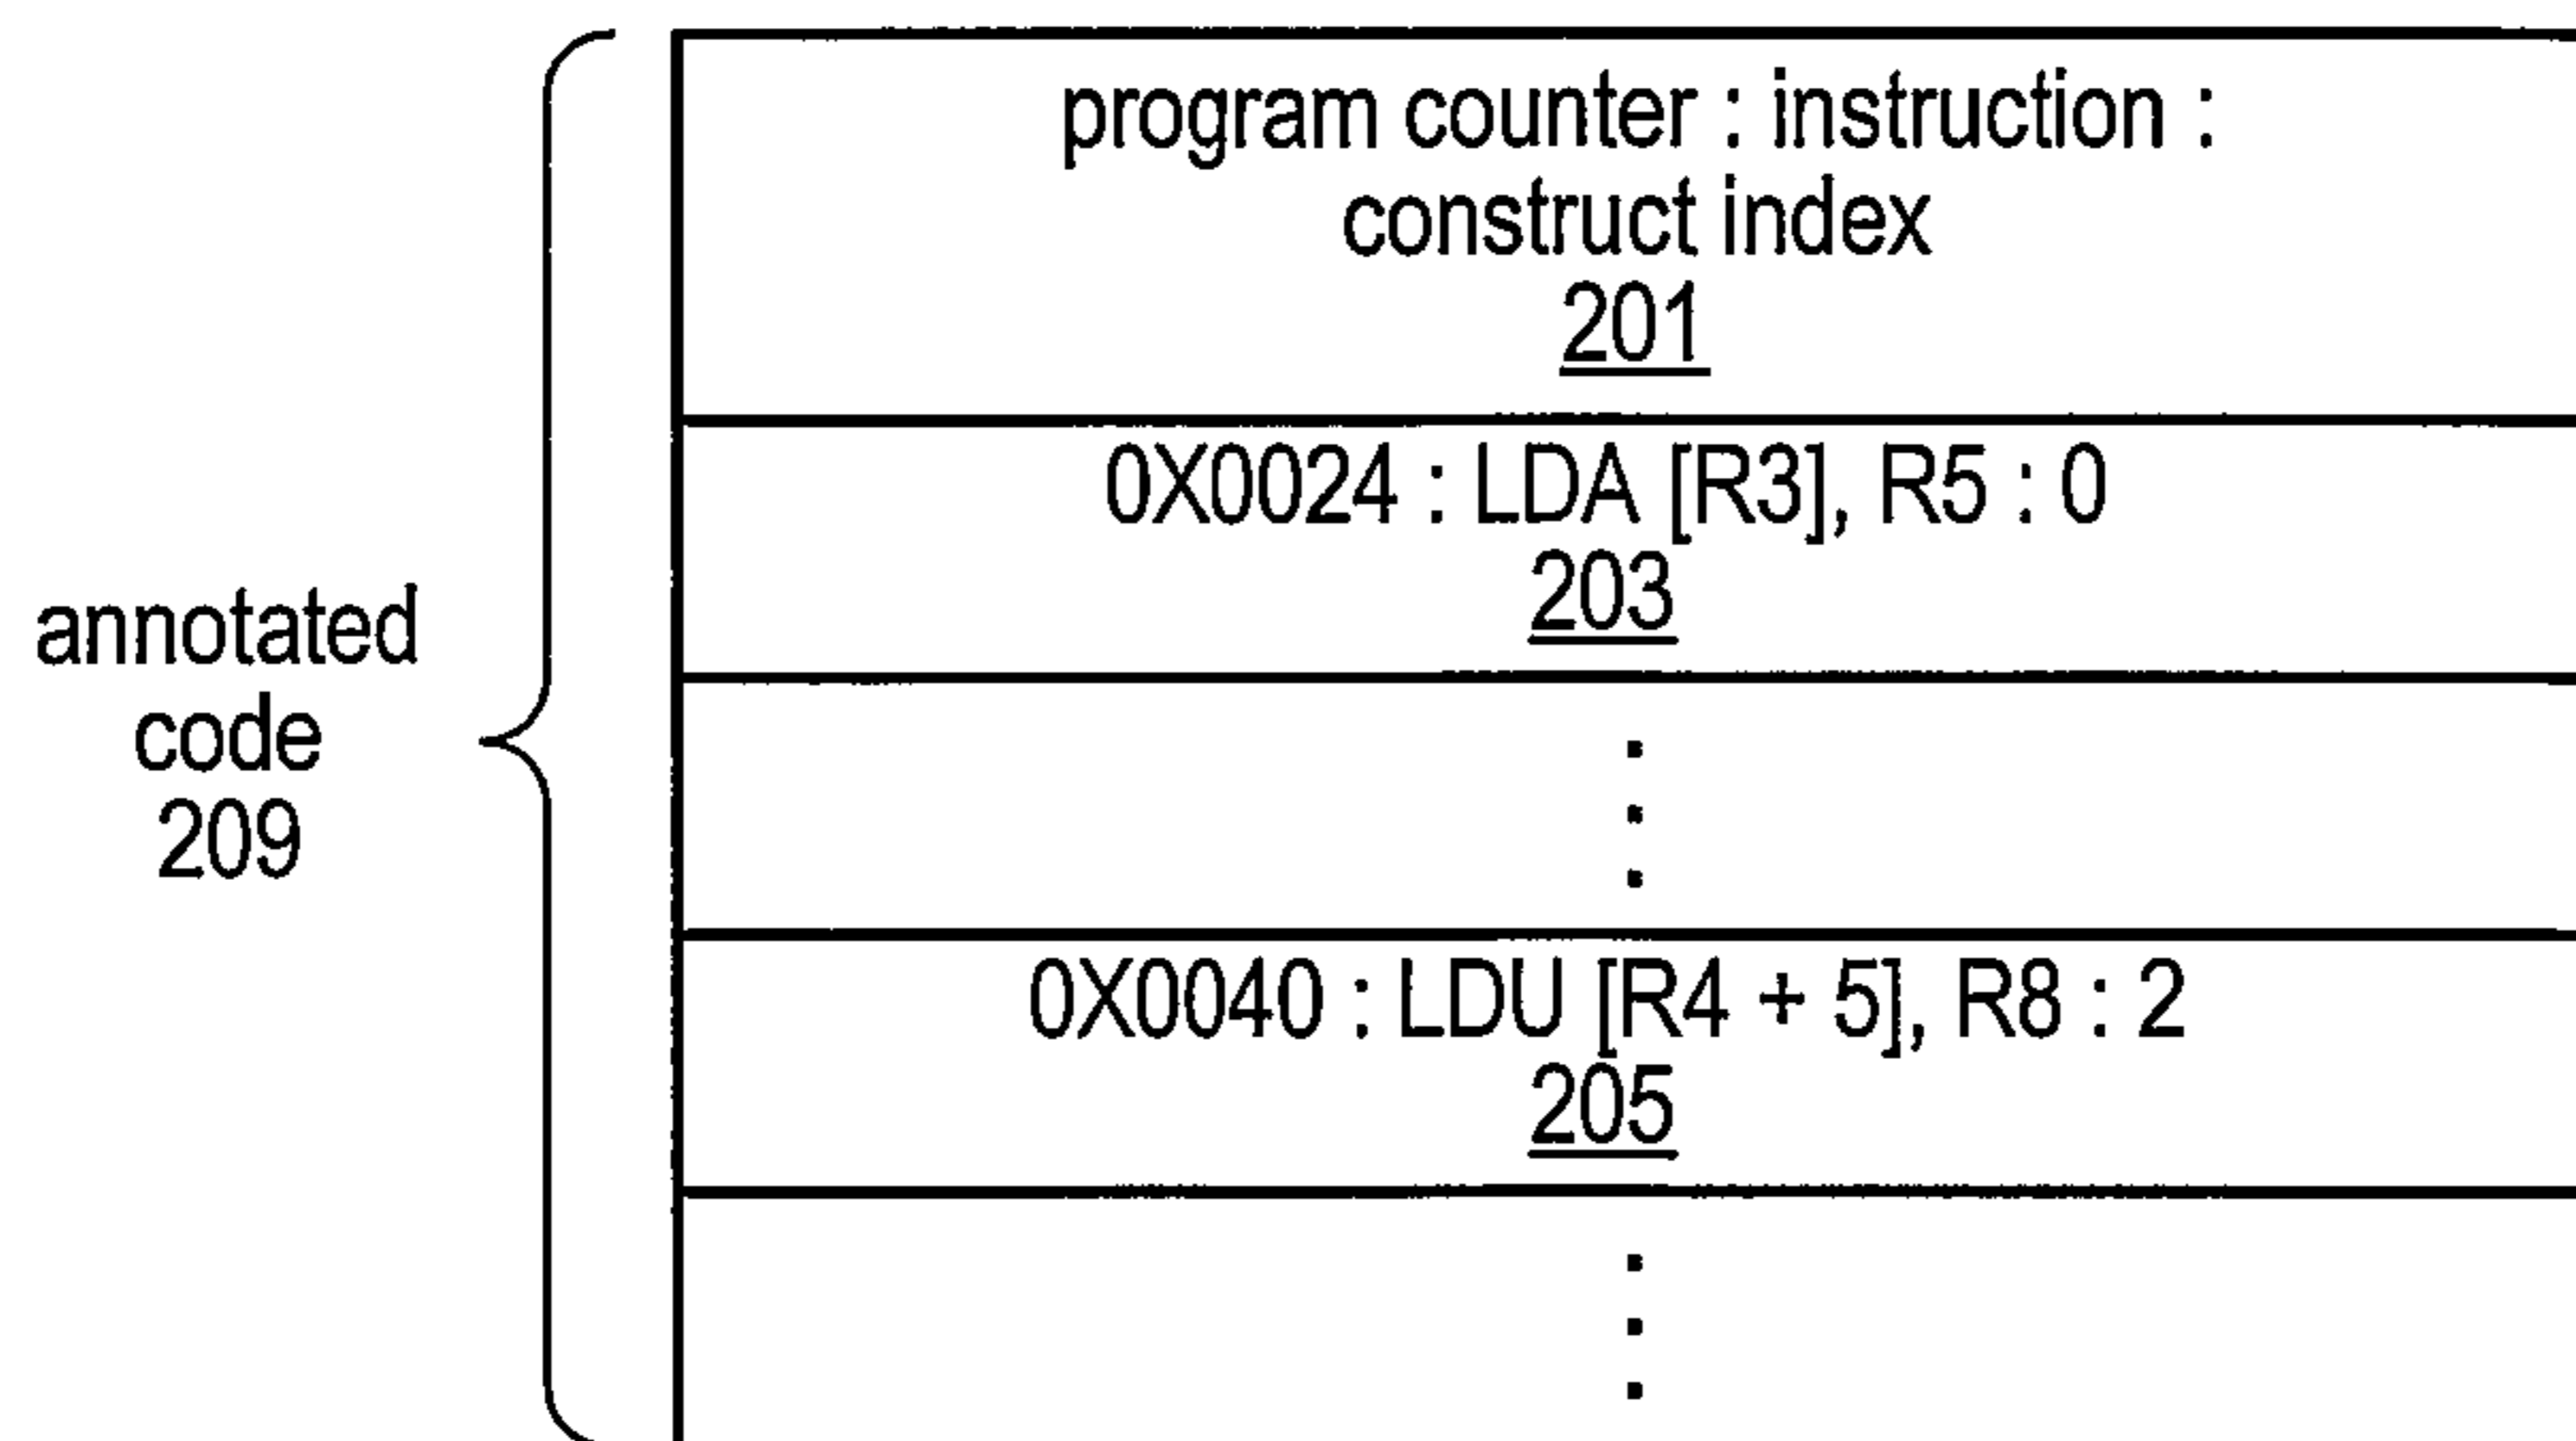 program counter : instruction :
construct index
201
0X0024 : LDA [R3], R5 : 0
203
annotated
code
209
0X0040 : LDU [R4 + 5], R8 : 2
205